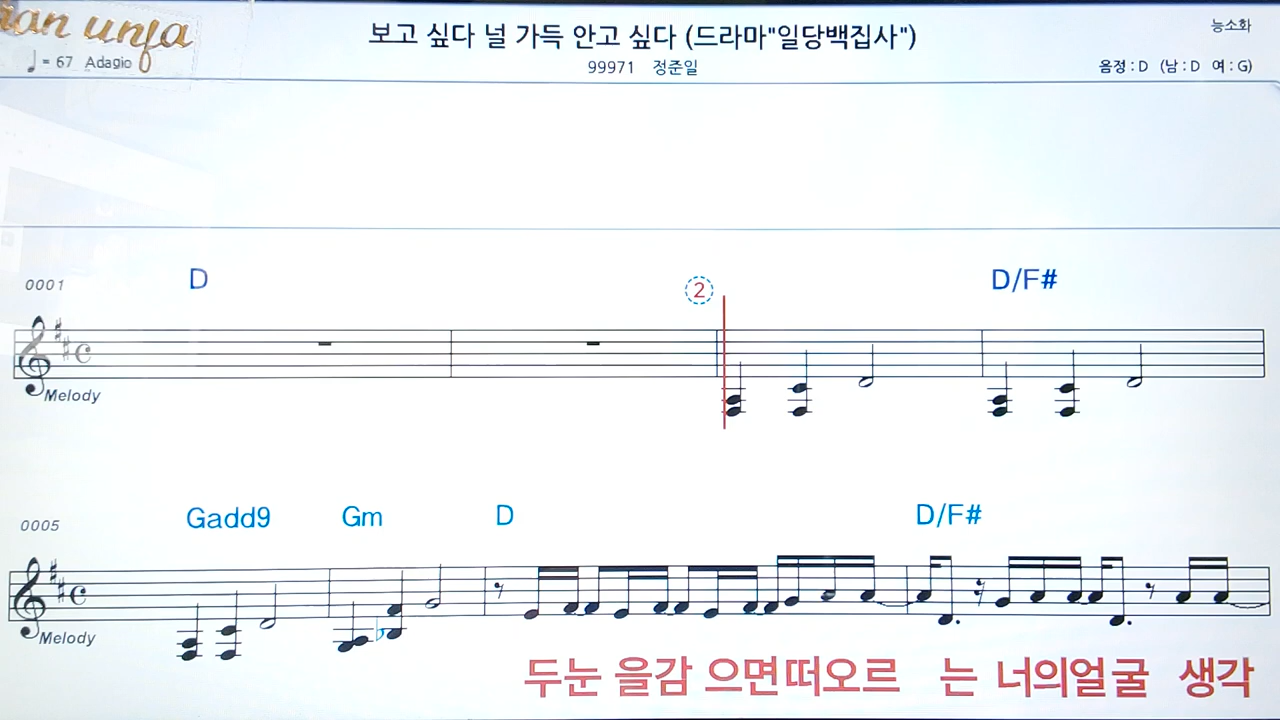 보고 싶다 널 가득 안고 싶다 (드라마"일당백집사")
능소화
♩= 67 Adagio
99971 정준일
음정 : D (남 : D 여 : G)
0001 D ② D/F#
Melody
0005 Gadd9 Gm D D/F#
Melody
두눈 을감 으면떠오르 는 너의얼굴 생각